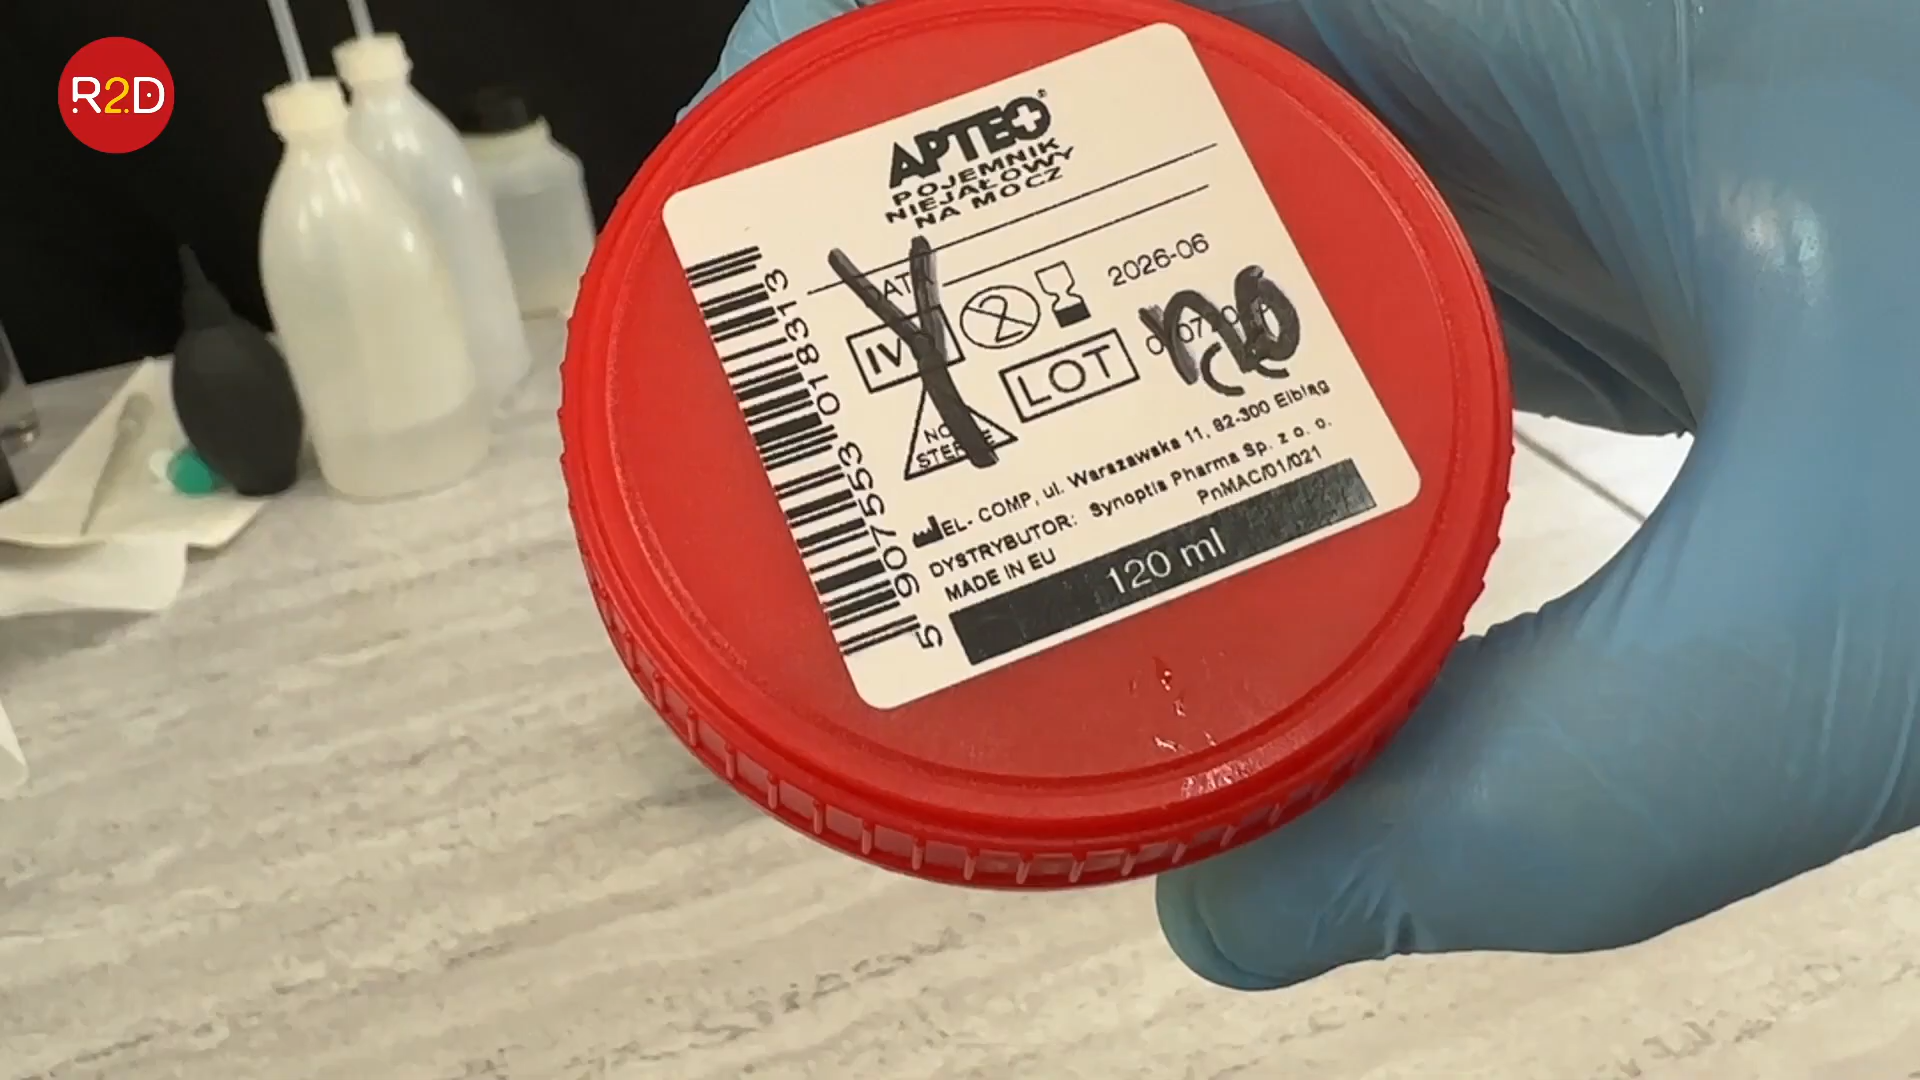 R2D
APTEO®
POJEMNIK
NIEJAŁOWY
NA MOCZ
2026-06
LOT
EL- COMP, ul. Warszawska 11, 82-300 Elbląg
DYSTRYBUTOR: Synoptis Pharma Sp. z o. o.
MADE IN EU PnMAC/01/021
120 ml
5 907553 018313